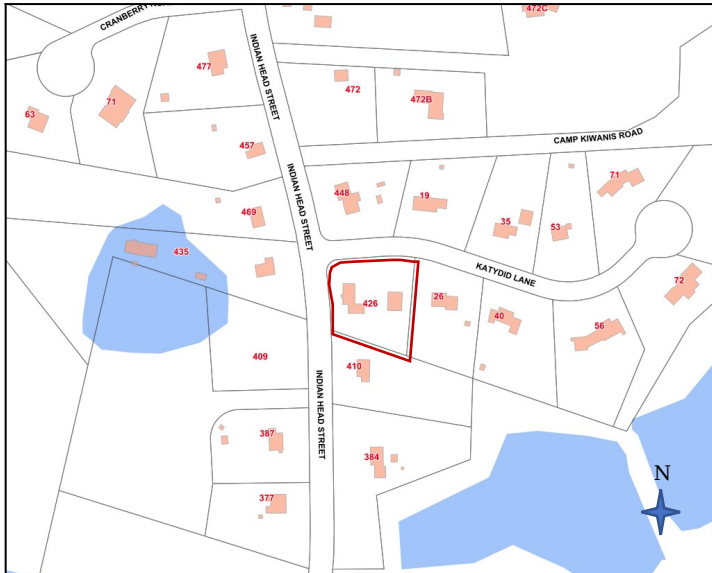 CRANBERRY
INDIAN HEAD STREET
472C
477
71
63
472
472B
457
CAMP KIWANIS ROAD
INDIAN HEAD STREET
448
19
71
469
35
53
435
KATYDID LANE
72
426
26
40
56
409
410
INDIAN HEAD STREET
387
384
377
N